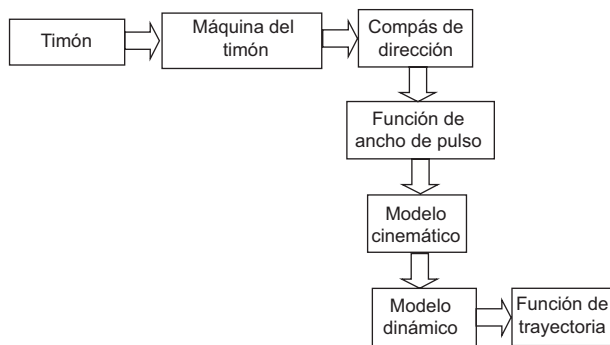 Timón
Máquina del
timón
Compás de
dirección
Función de
ancho de pulso
Modelo
cinemático
Modelo
dinámico
Función de
trayectoria